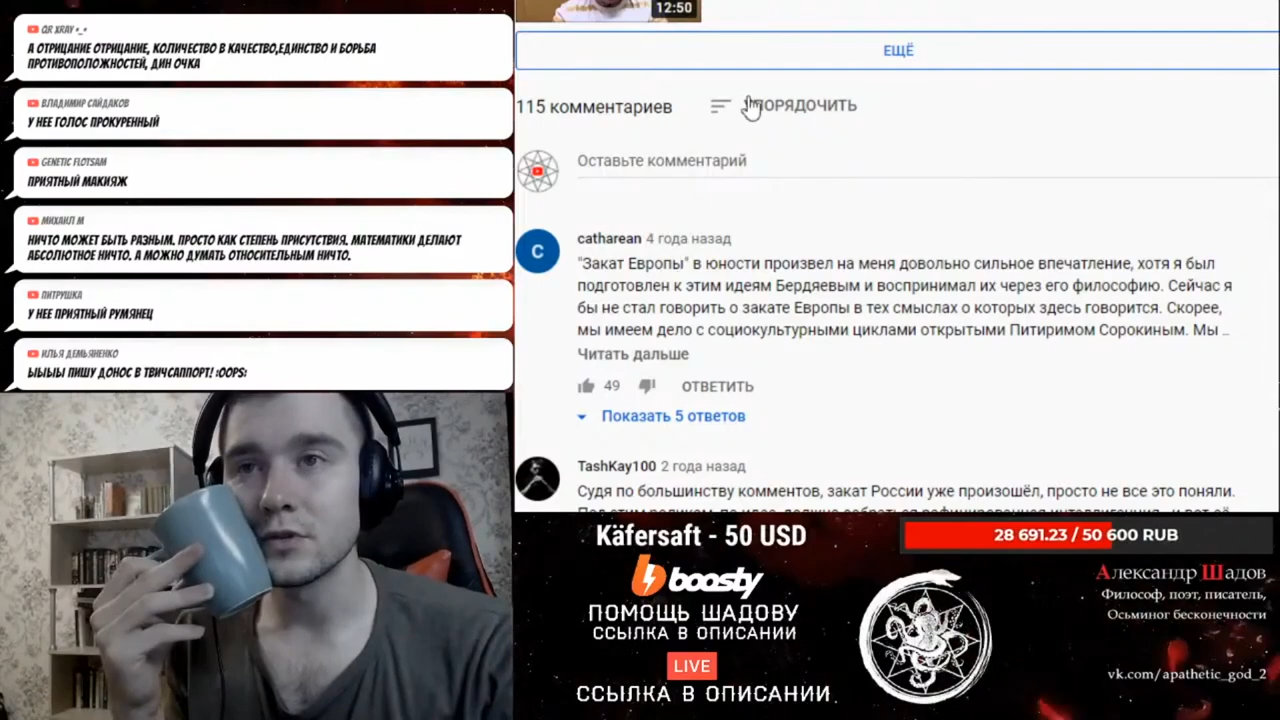 QR XRAY •_•
А ОТРИЦАНИЕ ОТРИЦАНИЕ, КОЛИЧЕСТВО В КАЧЕСТВО,ЕДИНСТВО И БОРЬБА
ПРОТИВОПОЛОЖНОСТЕЙ, ДИН ОЧКА
ВЛАДИМИР САЙДАКОВ
У НЕЕ ГОЛОС ПРОКУРЕННЫЙ
GENETIC FLOTSAM
ПРИЯТНЫЙ МАКИЯЖ
МИХАИЛ М
НИЧТО МОЖЕТ БЫТЬ РАЗНЫМ. ПРОСТО КАК СТЕПЕНЬ ПРИСУТСТВИЯ. МАТЕМАТИКИ ДЕЛАЮТ
АБСОЛЮТНОЕ НИЧТО. А МОЖНО ДУМАТЬ ОТНОСИТЕЛЬНЫМ НИЧТО.
ПИТРУШКА
У НЕЕ ПРИЯТНЫЙ РУМЯНЕЦ
ИЛЬЯ ДЕМЬЯНЕНКО
ЫЫЫЫ ПИШУ ДОНОС В ТВИЧСАППОРТ! :OOPS:
12:50
ЕЩЁ
115 комментариев
ПОРЯДОЧИТЬ
Оставьте комментарий
C
catharean 4 года назад
"Закат Европы" в юности произвел на меня довольно сильное впечатление, хотя я был
подготовлен к этим идеям Бердяевым и воспринимал их через его философию. Сейчас я
бы не стал говорить о закате Европы в тех смыслах о которых здесь говорится. Скорее,
мы имеем дело с социокультурными циклами открытыми Питиримом Сорокиным. Мы ...
Читать дальше
49 ОТВЕТИТЬ
Показать 5 ответов
TashKay100 2 года назад
Судя по большинству комментов, закат России уже произошёл, просто не все это поняли.
Käfersaft - 50 USD
boosty
ПОМОЩЬ ШАДОВУ
ССЫЛКА В ОПИСАНИИ
LIVE
ССЫЛКА В ОПИСАНИИ
28 691.23 / 50 600 RUB
Александр Шадов
Философ, поэт, писатель,
Осьминог бесконечности
vk.com/apathetic_god_2